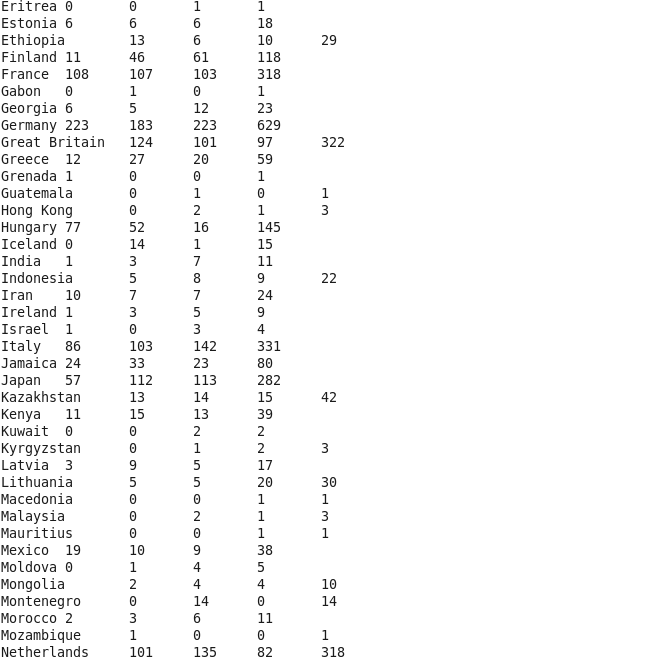 Eritrea 0 0 1 1
Estonia 6 6 6 18
Ethiopia 13 6 10 29
Finland 11 46 61 118
France 108 107 103 318
Gabon 0 1 0 1
Georgia 6 5 12 23
Germany 223 183 223 629
Great Britain 124 101 97 322
Greece 12 27 20 59
Grenada 1 0 0 1
Guatemala 0 1 0 1
Hong Kong 0 2 1 3
Hungary 77 52 16 145
Iceland 0 14 1 15
India 1 3 7 11
Indonesia 5 8 9 22
Iran 10 7 7 24
Ireland 1 3 5 9
Israel 1 0 3 4
Italy 86 103 142 331
Jamaica 24 33 23 80
Japan 57 112 113 282
Kazakhstan 13 14 15 42
Kenya 11 15 13 39
Kuwait 0 0 2 2
Kyrgyzstan 0 1 2 3
Latvia 3 9 5 17
Lithuania 5 5 20 30
Macedonia 0 0 1 1
Malaysia 0 2 1 3
Mauritius 0 0 1 1
Mexico 19 10 9 38
Moldova 0 1 4 5
Mongolia 2 4 4 10
Montenegro 0 14 0 14
Morocco 2 3 6 11
Mozambique 1 0 0 1
Netherlands 101 135 82 318